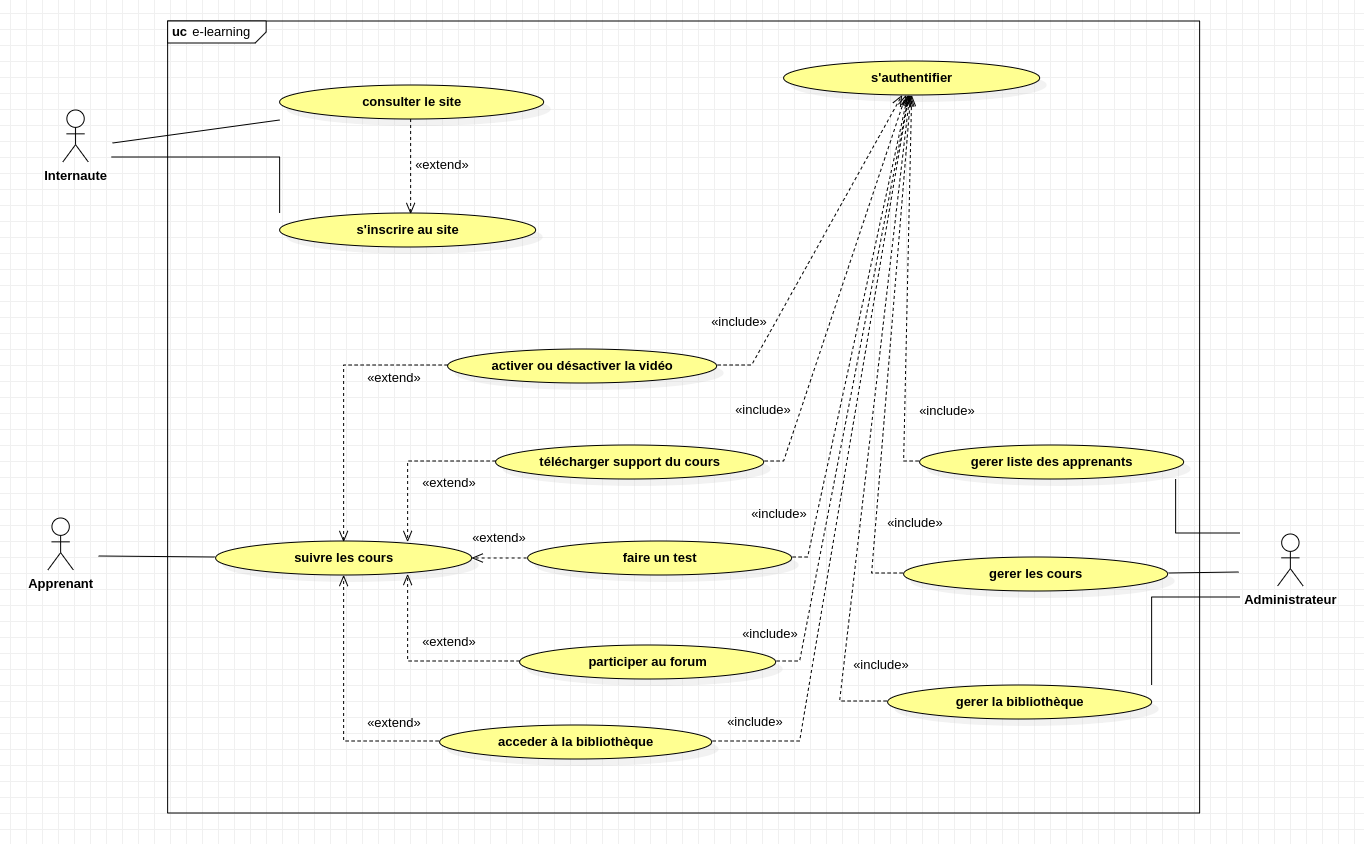 uc e-learning
s'authentifier
consulter le site
«extend»
Internaute
s'inscrire au site
«include»
activer ou désactiver la vidéo
«extend»
«include»
«include»
télécharger support du cours
gerer liste des apprenants
«extend»
«include»
«include»
«extend»
suivre les cours
faire un test
gerer les cours
Apprenant
Administrateur
«include»
«extend»
participer au forum
«include»
gerer la bibliothèque
«extend»
«include»
acceder à la bibliothèque